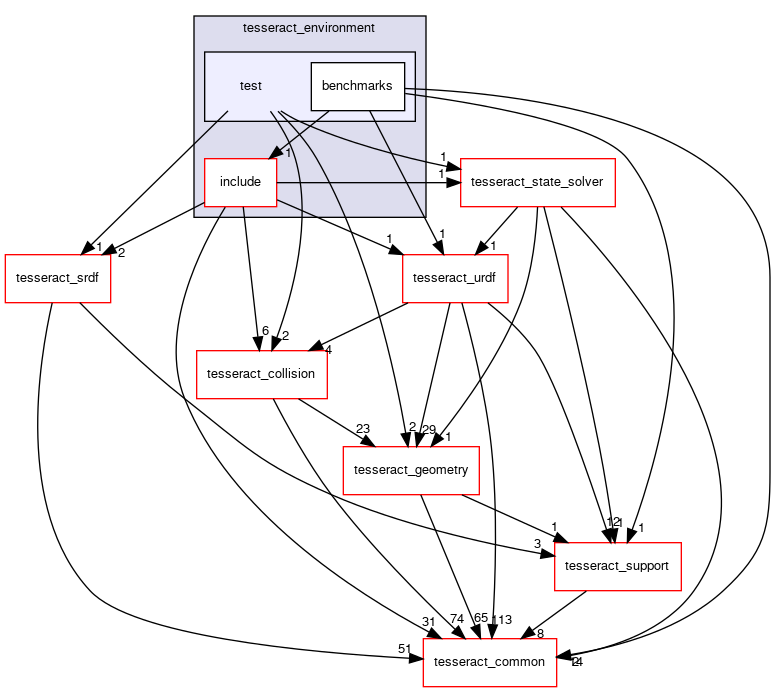 tesseract_environment
test
benchmarks
1
include
1
1
tesseract_state_solver
1
2
1
1
1
tesseract_srdf
tesseract_urdf
6
2
4
tesseract_collision
23
2
29
1
tesseract_geometry
1
1
3
tesseract_support
31
74
65
113
8
51
tesseract_common